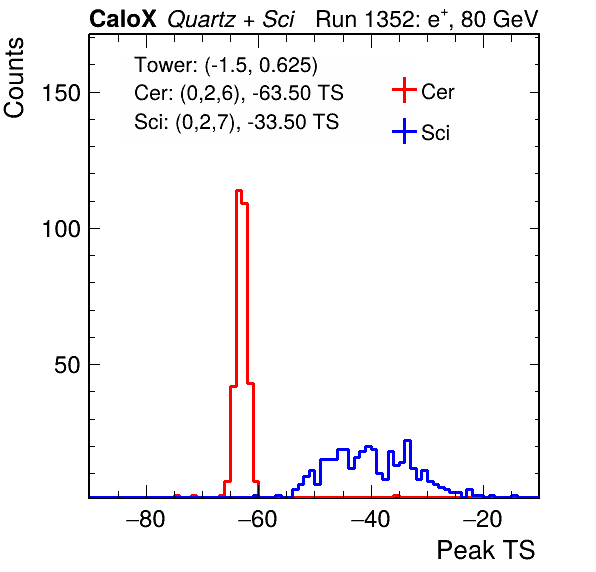 CaloX Quartz + Sci Run 1352: e⁺, 80 GeV
Counts
Tower: (-1.5, 0.625)
Cer: (0,2,6), -63.50 TS
Sci: (0,2,7), -33.50 TS
Cer
Sci
150
100
50
−80 −60 −40 −20
Peak TS